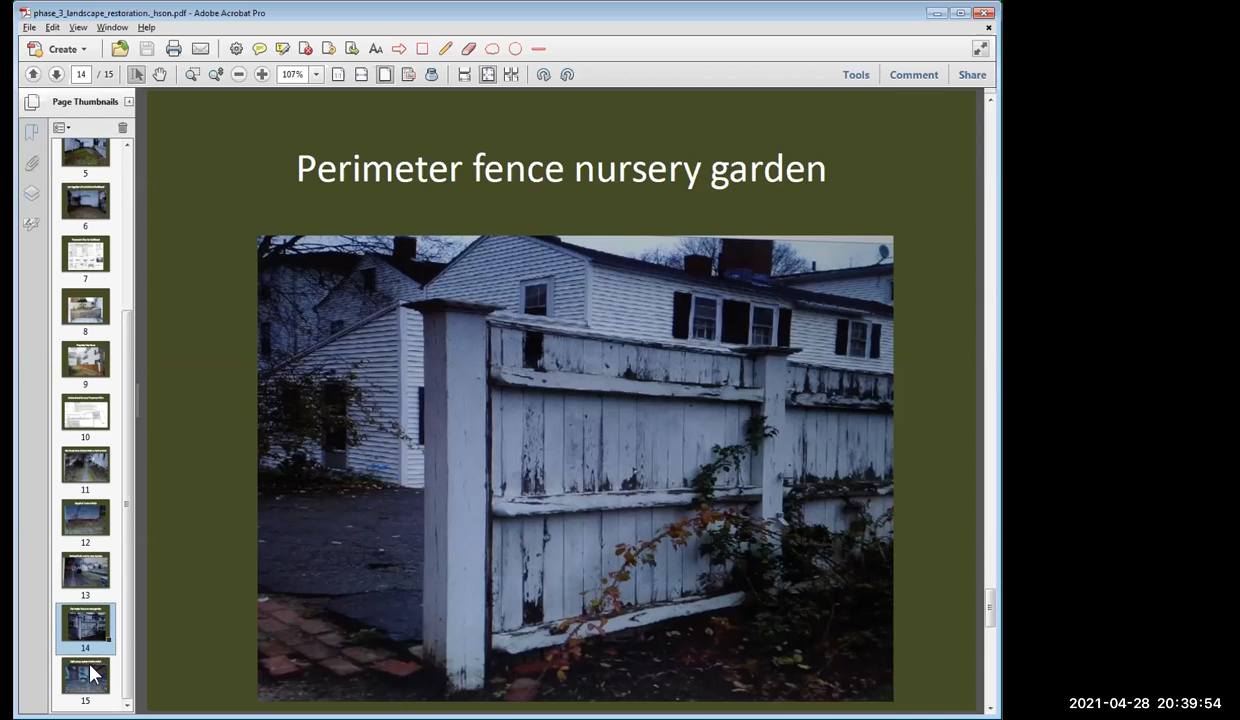 phase_3_landscape_restoration._hson.pdf - Adobe Acrobat Pro
File Edit View Window Help
Create
14 / 15 107% Tools Comment Share
Page Thumbnails
5
6
7
8
9
10
11
12
13
14
15
Perimeter fence nursery garden
2021-04-28 20:39:54